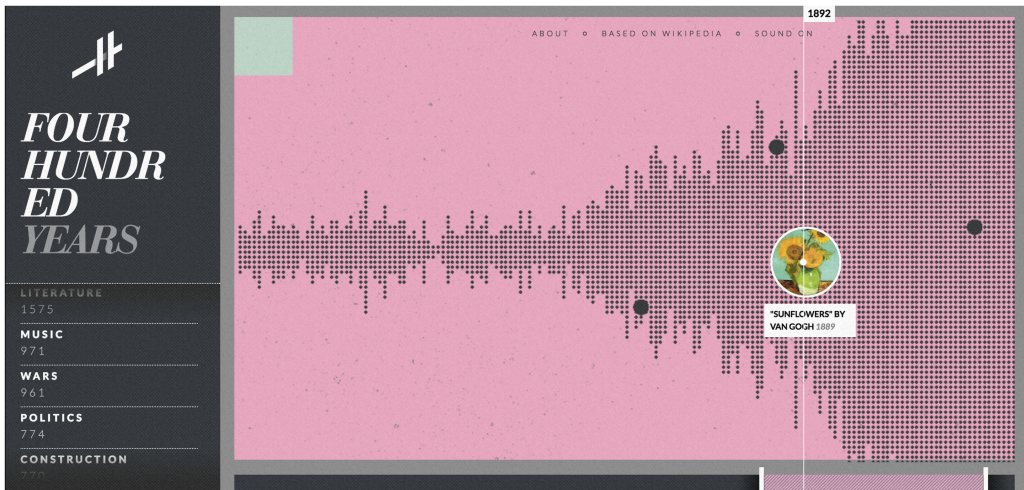 1892
ABOUT BASED ON WIKIPEDIA SOUND ON
FOUR
HUNDR
ED
YEARS
LITERATURE
1575
MUSIC
971
WARS
961
POLITICS
774
CONSTRUCTION
770
"SUNFLOWERS" BY
VAN GOGH 1889